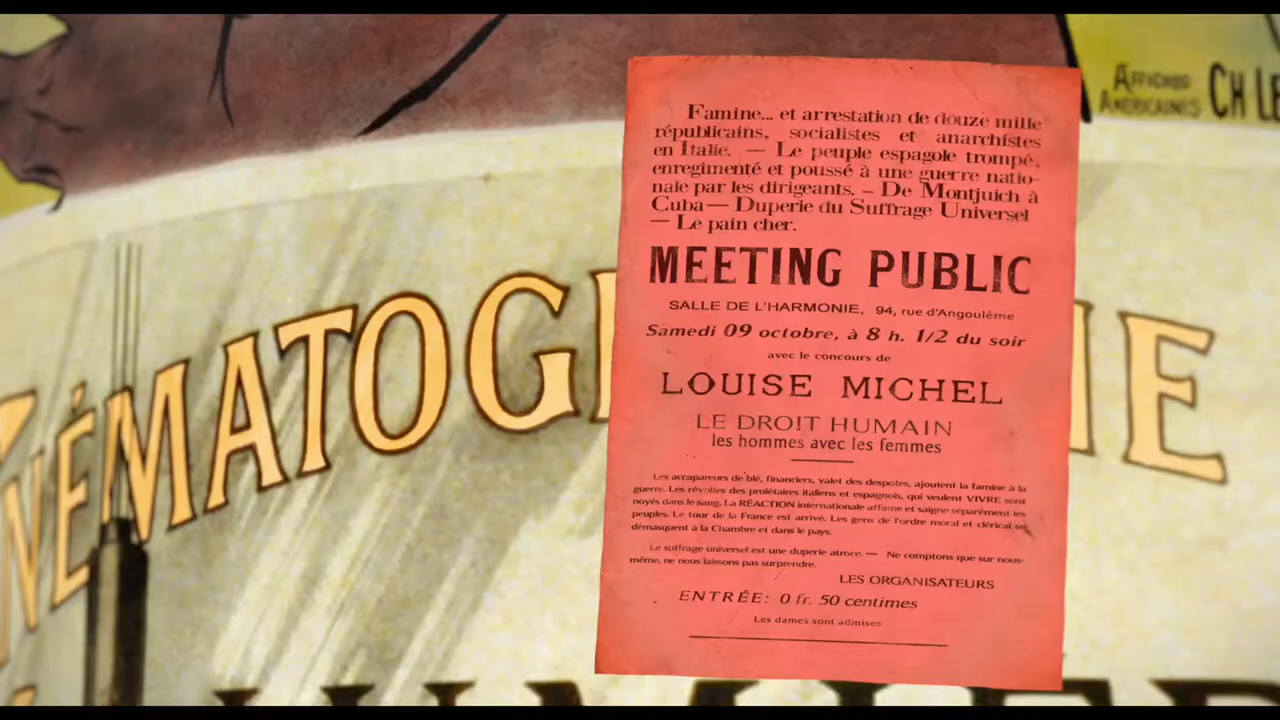 AFFICHES
AMÉRICAINES CH LE
Famine... et arrestation de douze mille
républicains, socialistes et anarchistes
en Italie. — Le peuple espagole trompé,
enregimenté et poussé à une guerre natio-
nale par les dirigeants. – De Montjuich à
Cuba — Duperie du Suffrage Universel
— Le pain cher.
MEETING PUBLIC
SALLE DE L'HARMONIE, 94, rue d'Angoulème
Samedi 09 octobre, à 8 h. 1/2 du soir
avec le concours de
LOUISE MICHEL
LE DROIT HUMAIN
les hommes avec les femmes
Les accapareurs de blé, financiers, valet des despotes, ajoutent la famine à la
guerre. Les révoltes des prolétaires italiens et espagnols, qui veulent VIVRE sont
noyés dans le sang. La RÉACTION internationale affame et saigne séparément les
peuples. Le tour de la France est arrivé. Les gens de l'ordre moral et clérical se
démasquent à la Chambre et dans le pays.
Le suffrage universel est une duperie atroce. — Ne comptons que sur nous-
même, ne nous laissons pas surprendre.
LES ORGANISATEURS
ENTRÉE: 0 fr. 50 centimes
Les dames sont admises
NÉMATOG HE